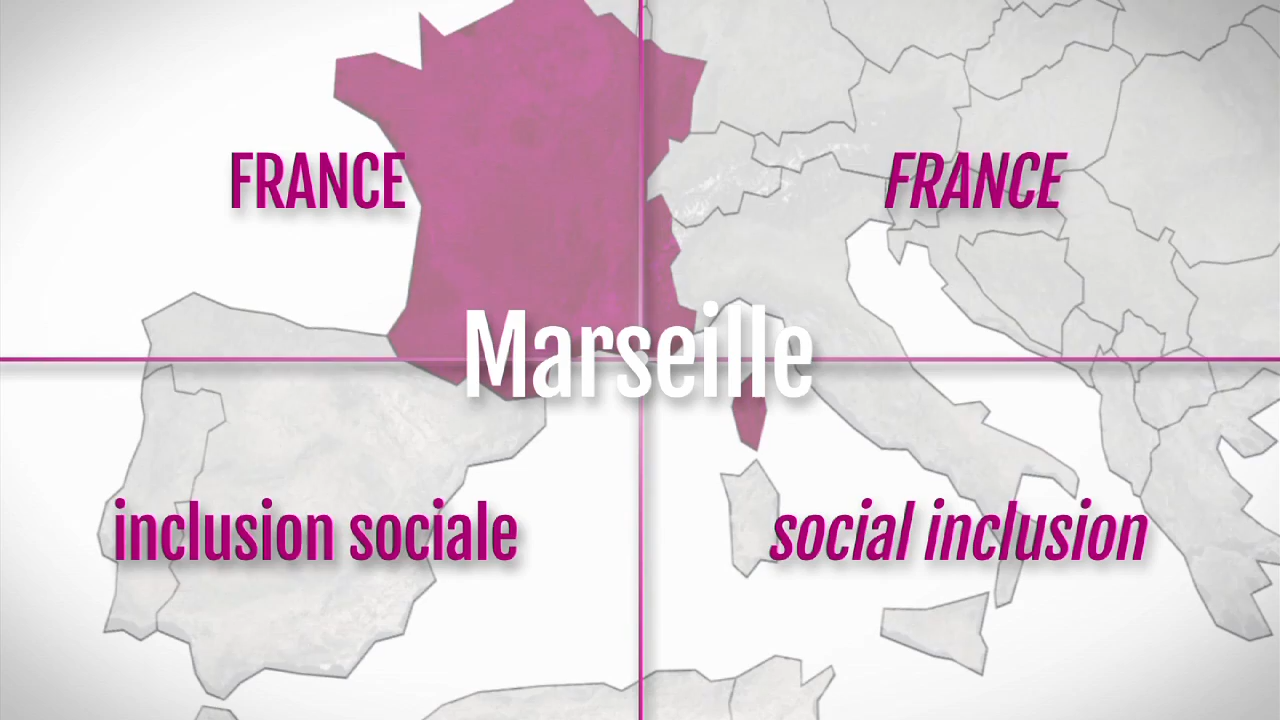 FRANCE
FRANCE
Marseille
inclusion sociale
social inclusion